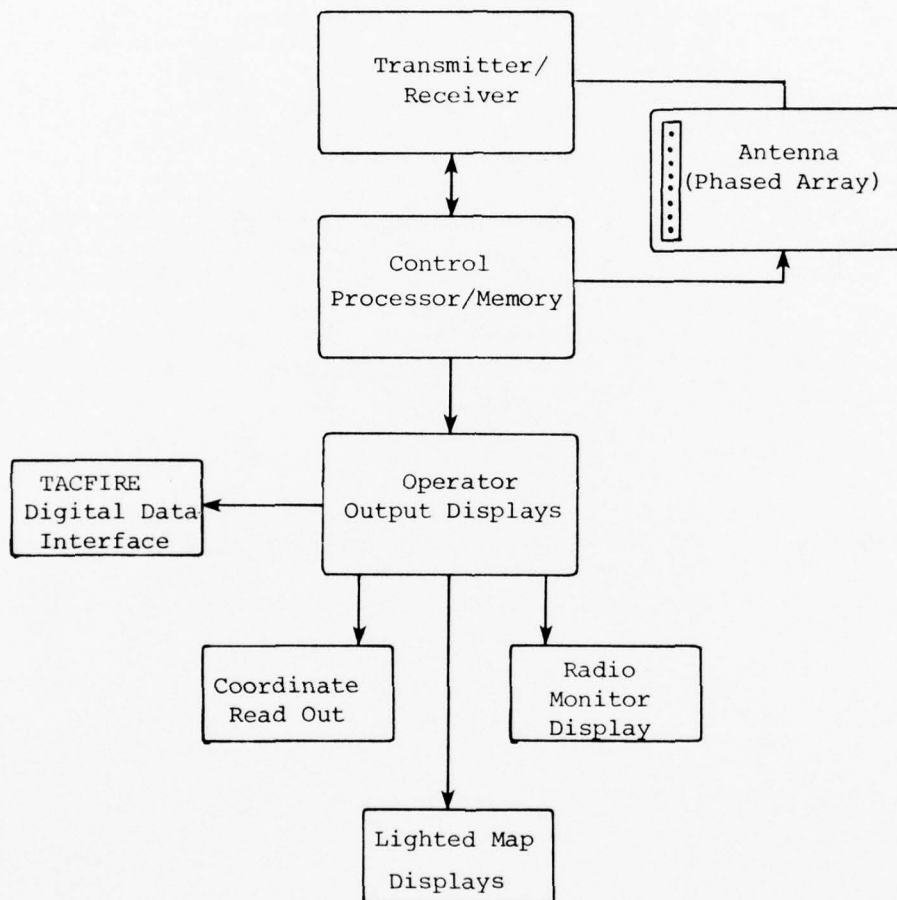 Transmitter/
Receiver
Antenna
(Phased Array)
Control
Processor/Memory
Operator
Output Displays
TACFIRE
Digital Data
Interface
Coordinate
Read Out
Radio
Monitor
Display
Lighted Map
Displays